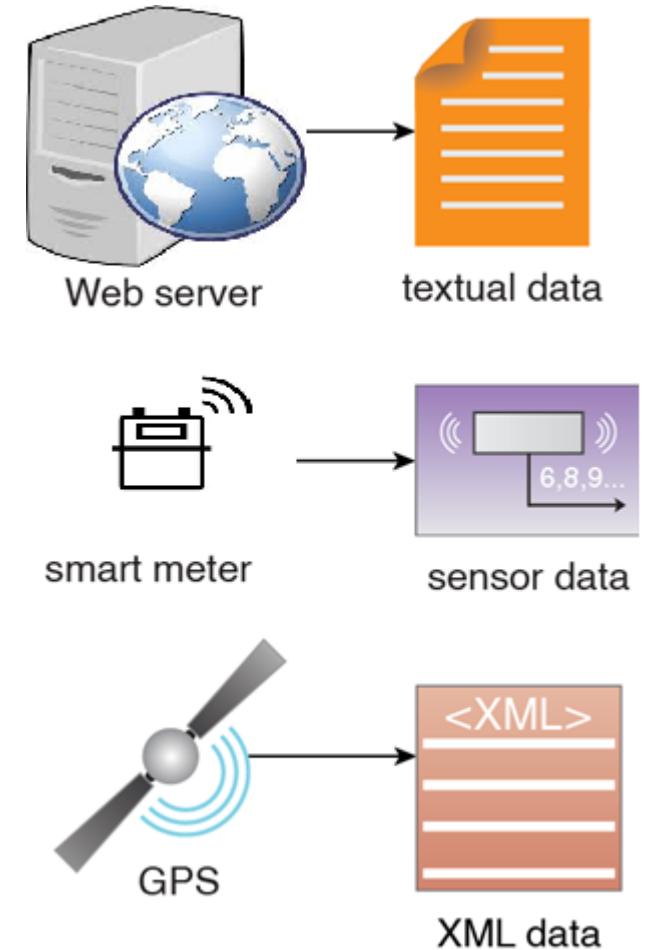 Web server
textual data
6,8,9...
smart meter
sensor data
<XML>
GPS
XML data